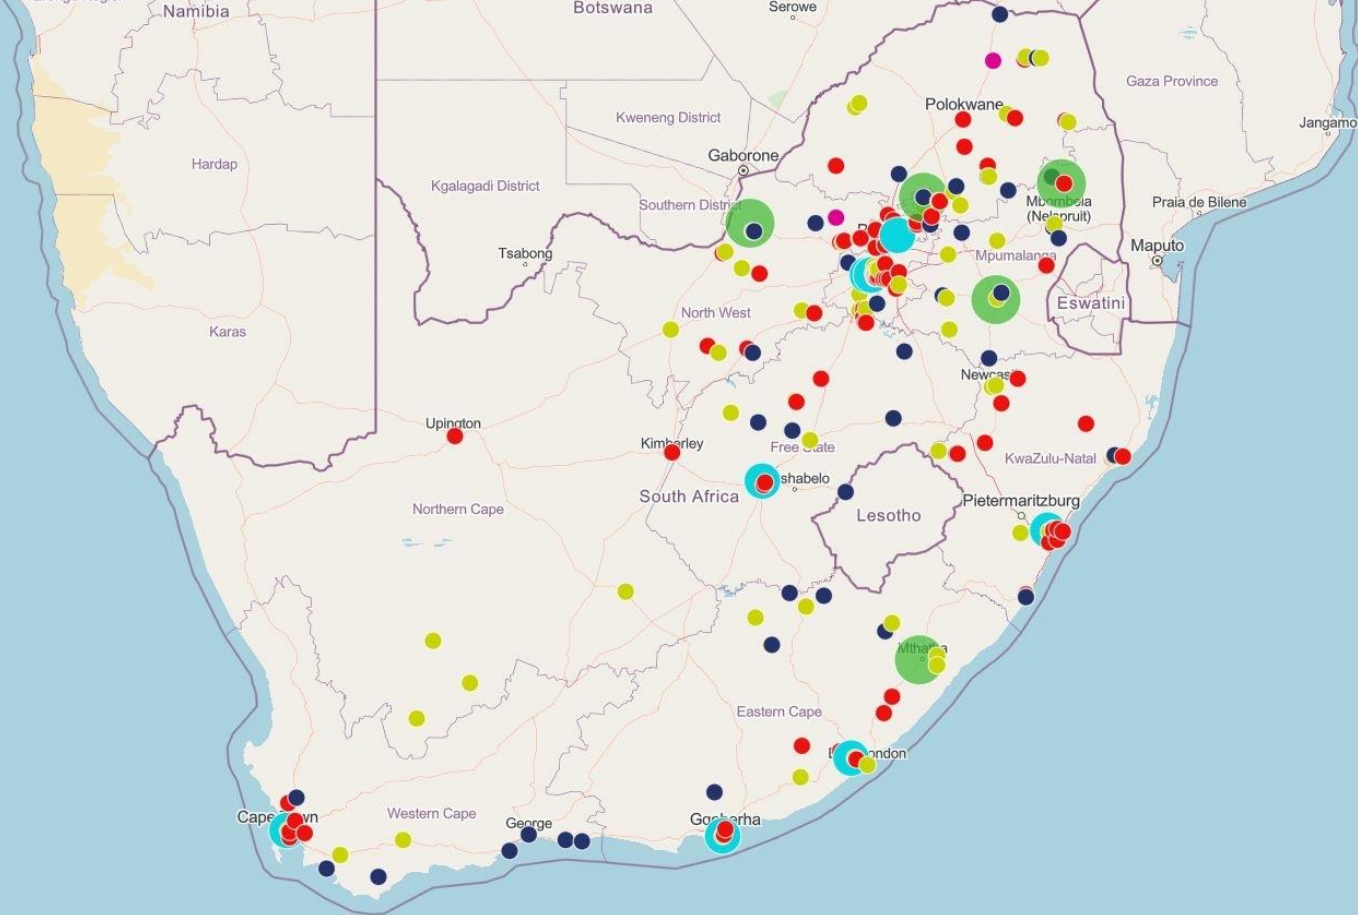 Namibia
Botswana
Serowe
Gaza Province
Polokwane
Kweneng District
Jangamo
Gaborone
Hardap
Kgalagadi District
Southern District
Mbombela
(Nelspruit)
Praia de Bilene
Maputo
Tsabong
Mpumalanga
Eswatini
North West
Karas
Newcas
Upington
Kimberley
Free State
KwaZulu-Natal
shabelo
South Africa
Pietermaritzburg
Northern Cape
Lesotho
Mthatha
Eastern Cape
ondon
Western Cape
George
Gqeberha
Cape
wn